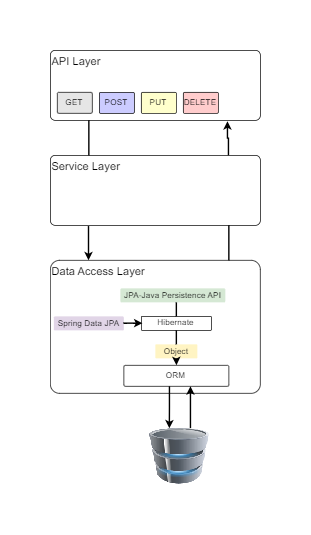 API Layer
GET POST PUT DELETE
Service Layer
Data Access Layer
JPA-Java Persistence API
Spring Data JPA Hibernate
Object
ORM